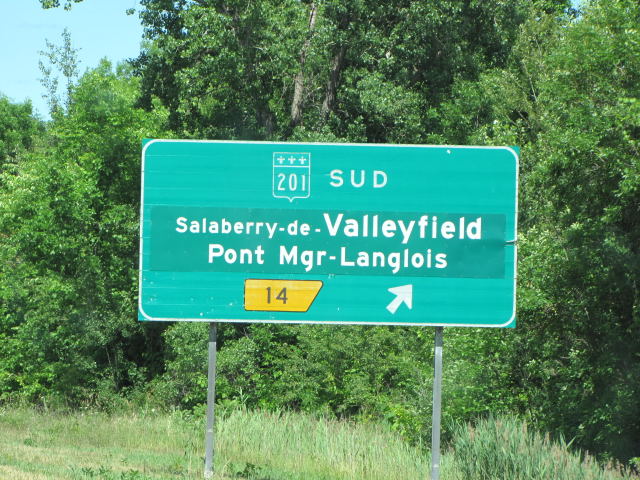 201 SUD
Salaberry-de-Valleyfield
Pont Mgr-Langlois
14